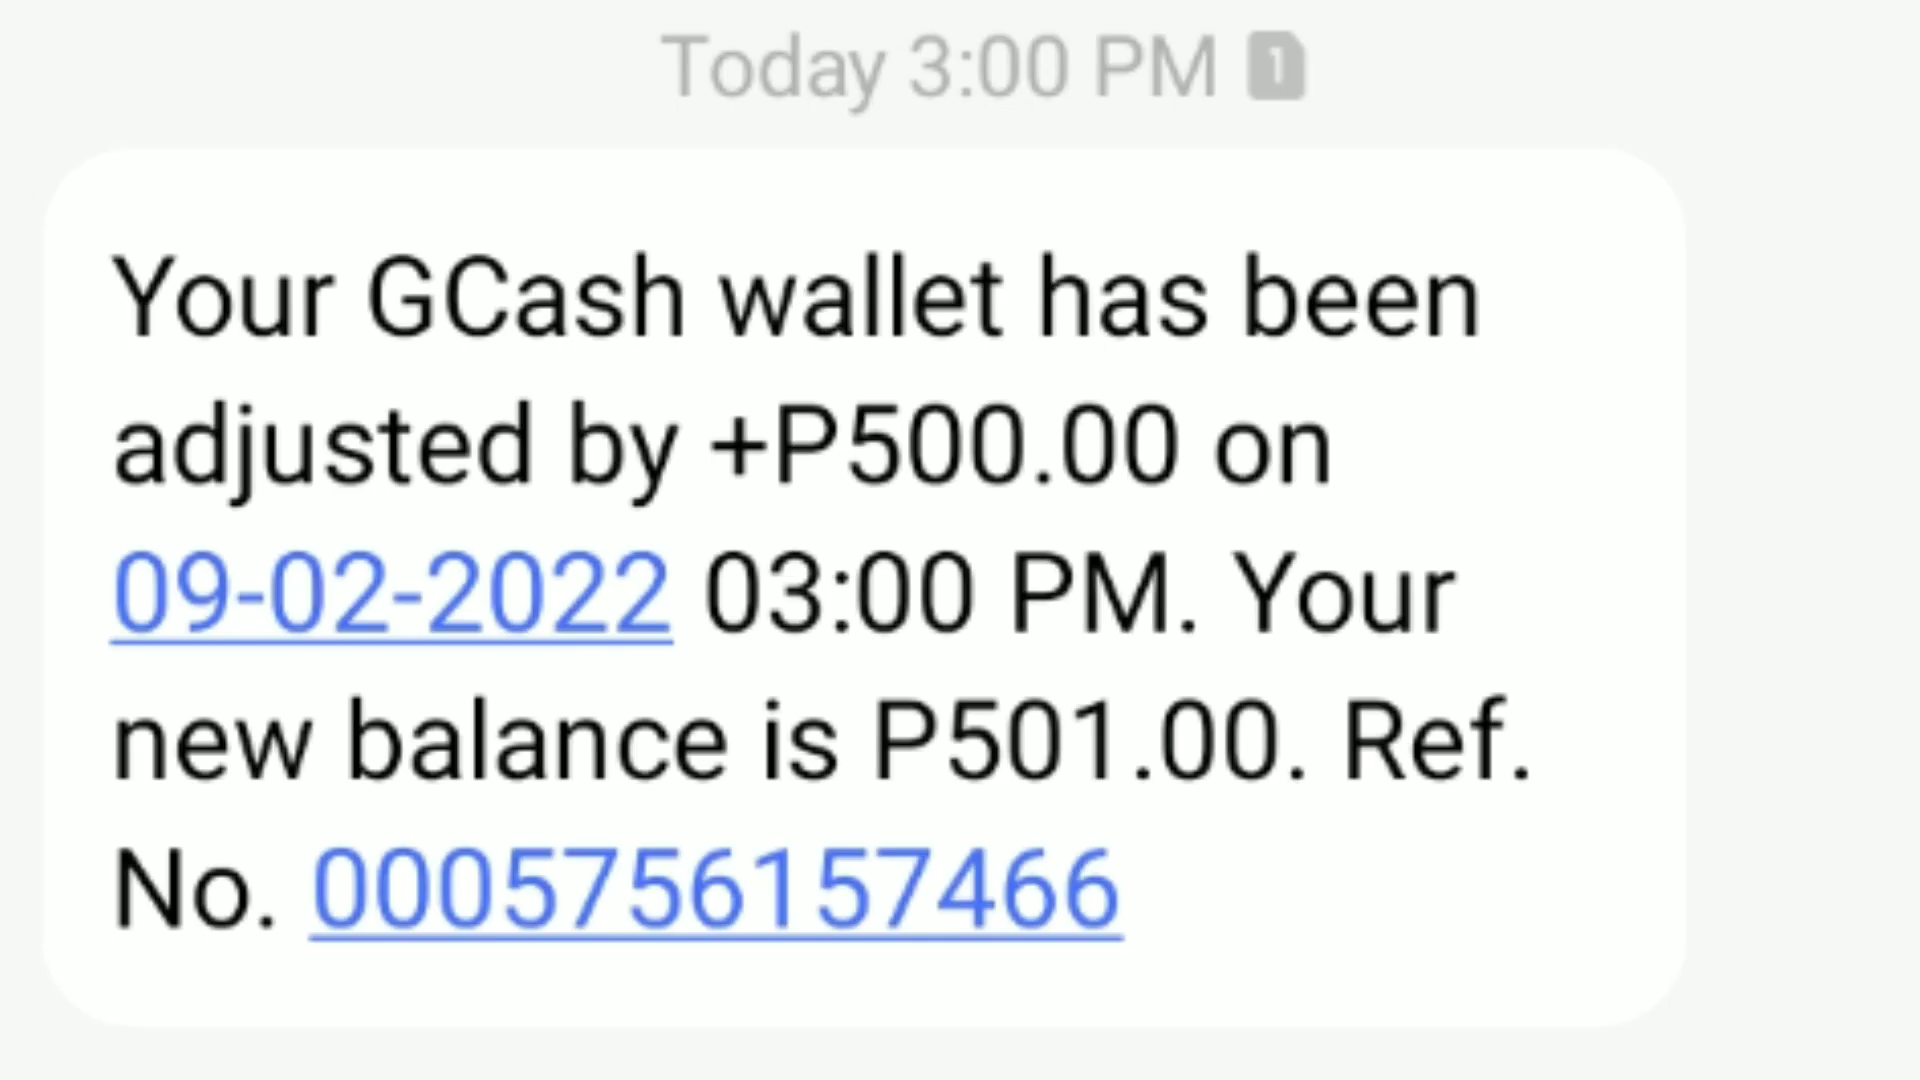 Today 3:00 PM 1
Your GCash wallet has been
adjusted by +P500.00 on
09-02-2022 03:00 PM. Your
new balance is P501.00. Ref.
No. 0005756157466